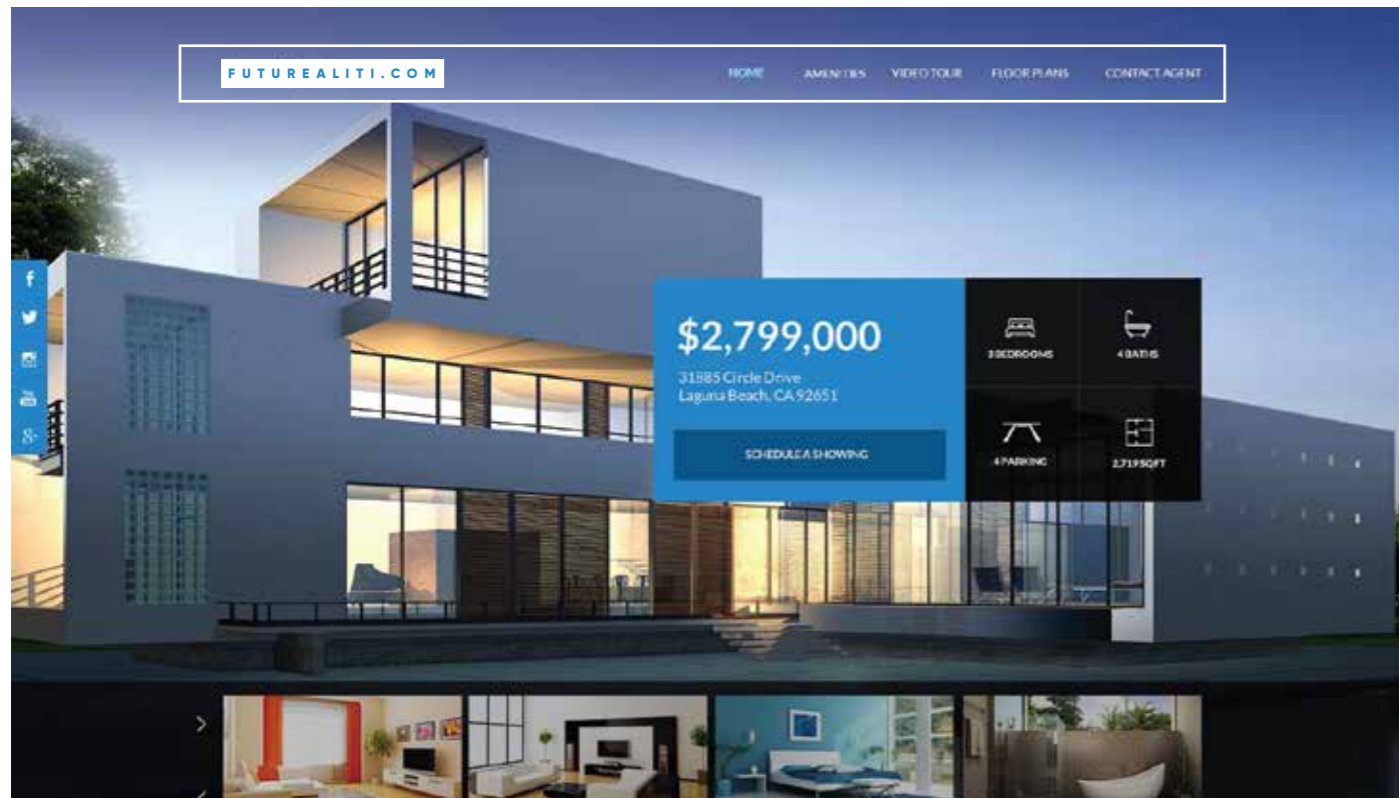 FUTUREALITI.COM
HOME AMENITIES VIDEO TOUR FLOOR PLANS CONTACT AGENT
$2,799,000
31885 Circle Drive
Laguna Beach, CA 92651
SCHEDULE A SHOWING
3 BEDROOMS
4 BATHS
4 PARKING
2,719 SQFT